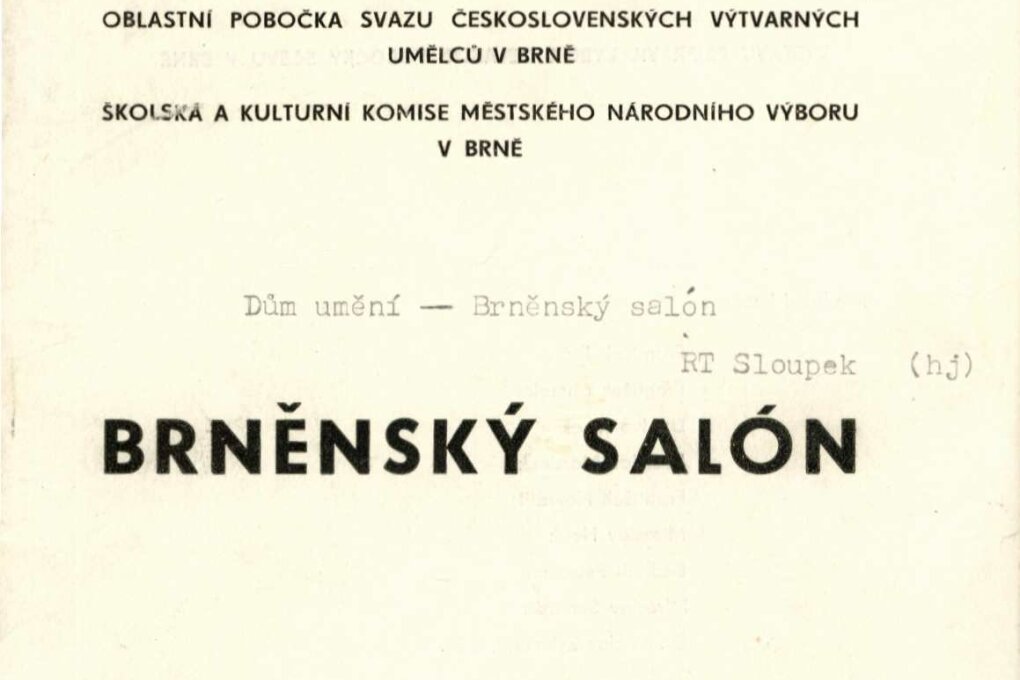 OBLASTNÍ POBOČKA SVAZU ČESKOSLOVENSKÝCH VÝTVARNÝCH
UMĚLCŮ V BRNĚ
ŠKOLSKÁ A KULTURNÍ KOMISE MĚSTSKÉHO NÁRODNÍHO VÝBORU
V BRNĚ
Dům umění — Brněnský salón
RT Sloupek (hj)
BRNĚNSKÝ SALÓN